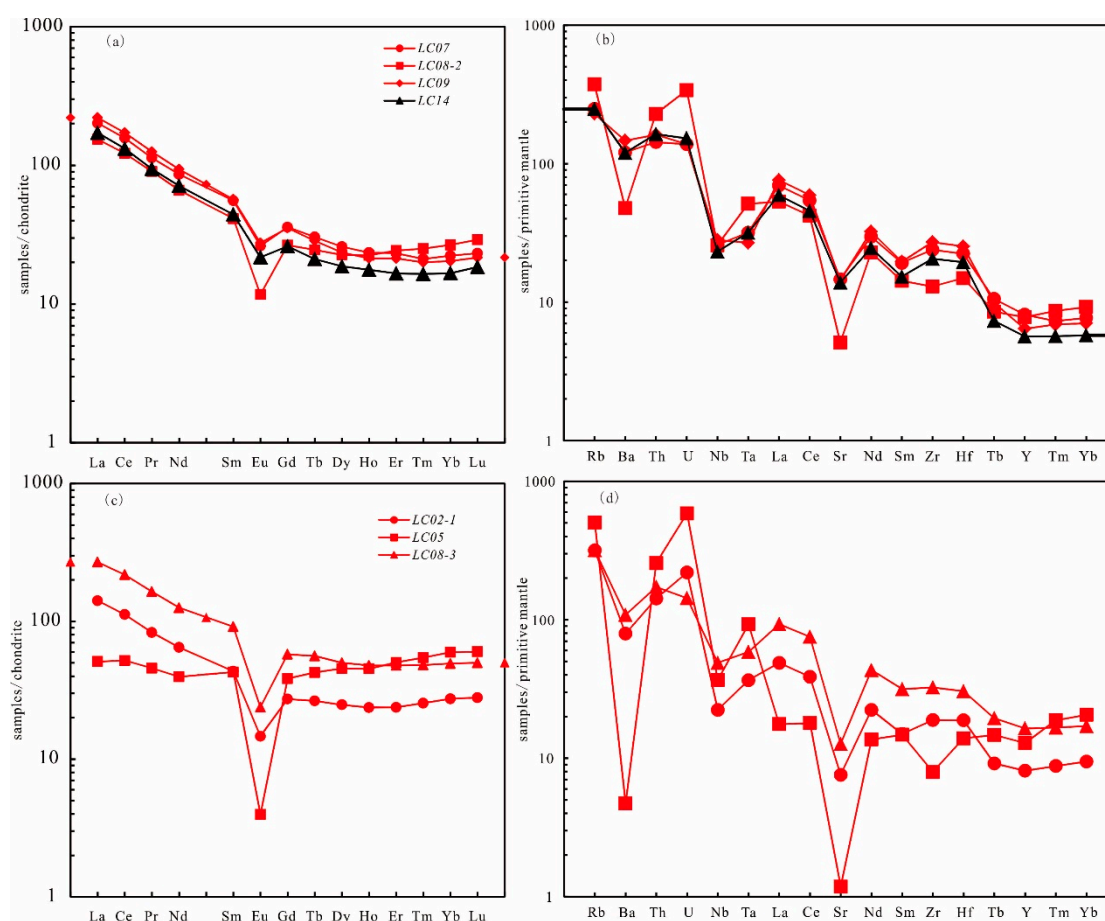 (a)
1000
100
10
1
samples/ chondrite
LC07
LC08-2
LC09
LC14
La Ce Pr Nd Sm Eu Gd Tb Dy Ho Er Tm Yb Lu
(b)
1000
100
10
1
samples/ primitive mantle
Rb Ba Th U Nb Ta La Ce Sr Nd Sm Zr Hf Tb Y Tm Yb
(c)
1000
100
10
1
samples/ chondrite
LC02-1
LC05
LC08-3
La Ce Pr Nd Sm Eu Gd Tb Dy Ho Er Tm Yb Lu
(d)
1000
100
10
1
samples/ primitive mantle
Rb Ba Th U Nb Ta La Ce Sr Nd Sm Zr Hf Tb Y Tm Yb